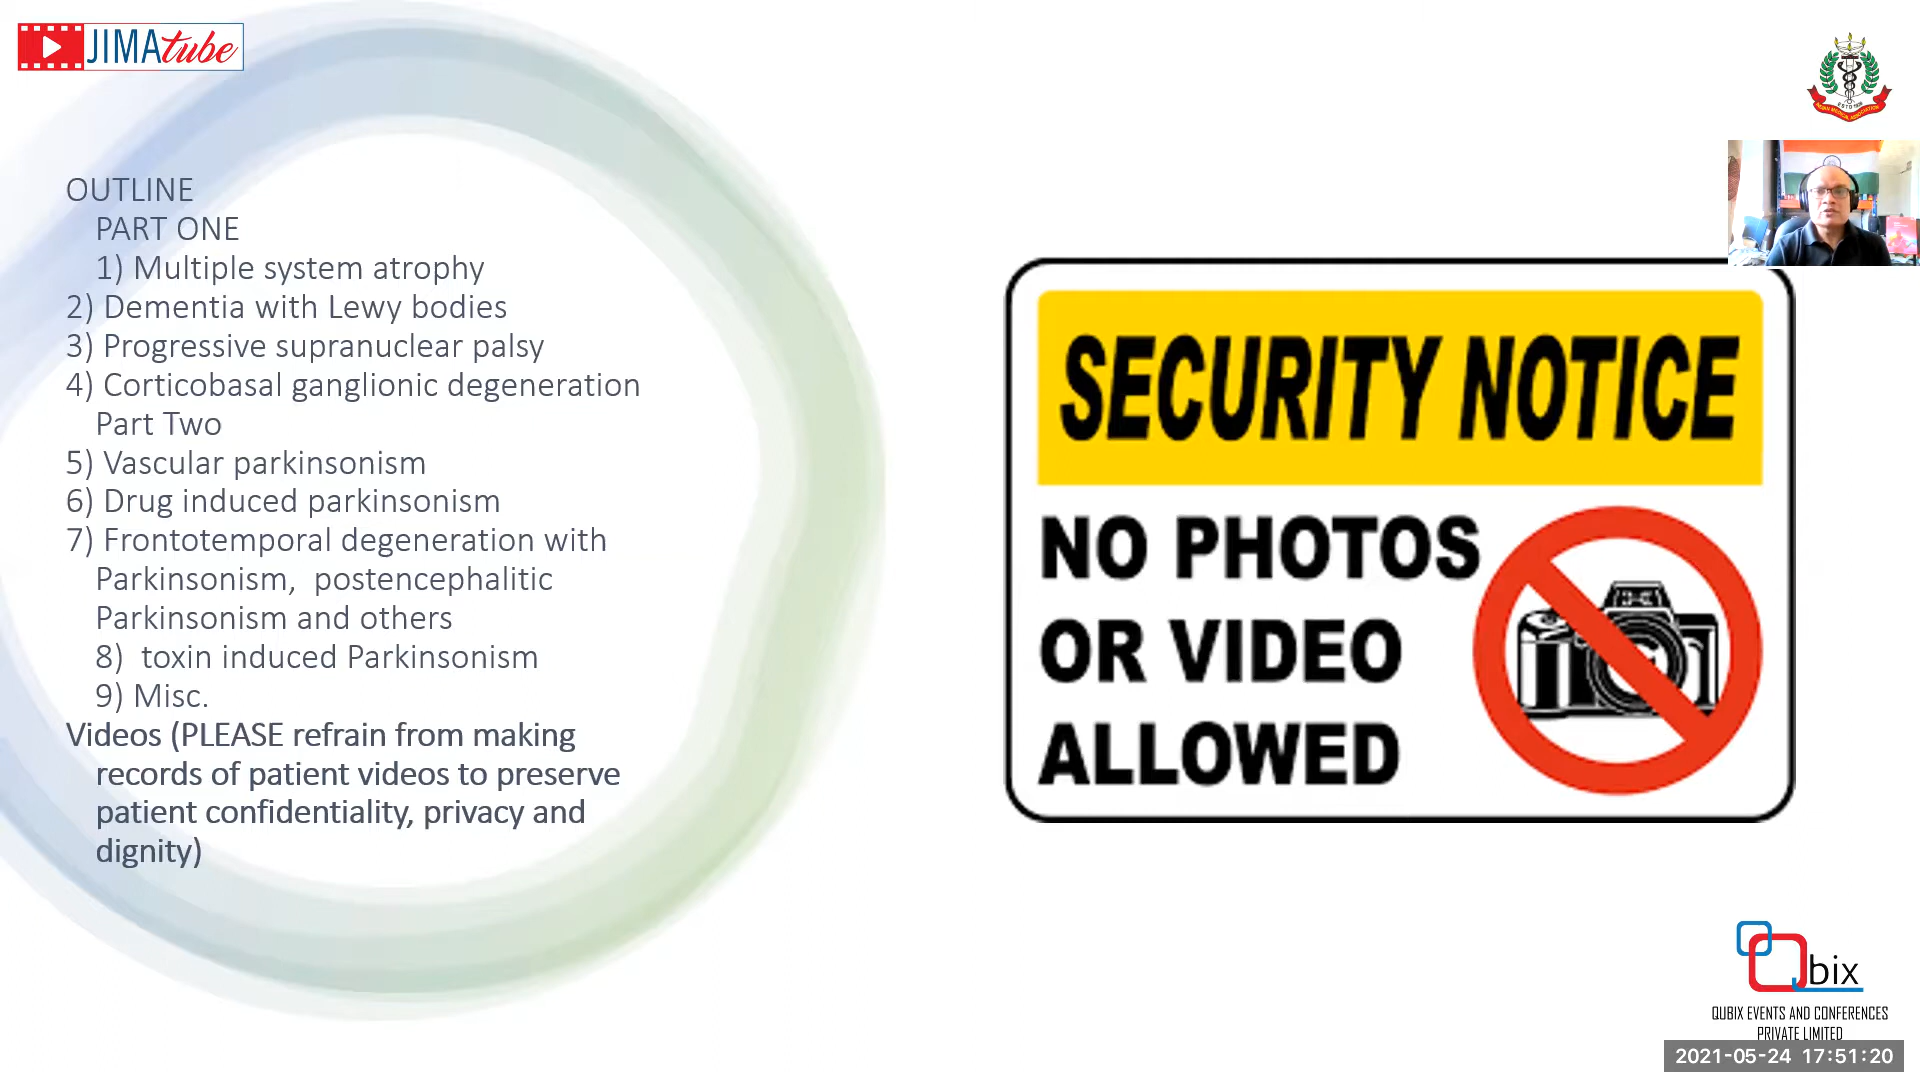 JIMAtube
OUTLINE
PART ONE
1) Multiple system atrophy
2) Dementia with Lewy bodies
3) Progressive supranuclear palsy
4) Corticobasal ganglionic degeneration
Part Two
5) Vascular parkinsonism
6) Drug induced parkinsonism
7) Frontotemporal degeneration with
Parkinsonism, postencephalitic
Parkinsonism and others
8) toxin induced Parkinsonism
9) Misc.
Videos (PLEASE refrain from making
records of patient videos to preserve
patient confidentiality, privacy and
dignity)
SECURITY NOTICE
NO PHOTOS
OR VIDEO
ALLOWED
INDIAN MEDICAL ASSOCIATION
Qbix
QUBIX EVENTS AND CONFERENCES
PRIVATE LIMITED
2021-05-24 17:51:20